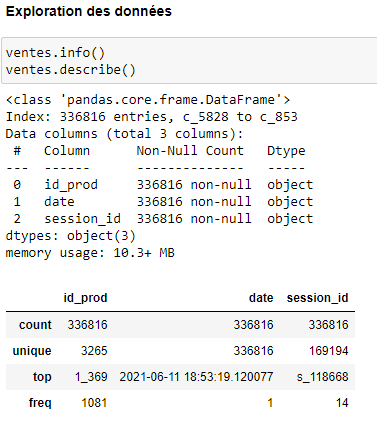 Exploration des données
ventes.info()
ventes.describe()
<class 'pandas.core.frame.DataFrame'>
Index: 336816 entries, c_5828 to c_853
Data columns (total 3 columns):
 #   Column      Non-Null Count   Dtype
---  ------      --------------   -----
 0   id_prod     336816 non-null  object
 1   date        336816 non-null  object
 2   session_id  336816 non-null  object
dtypes: object(3)
memory usage: 10.3+ MB
id_prod date session_id
count 336816 336816 336816
unique 3265 336816 169194
top 1_369 2021-06-11 18:53:19.120077 s_118668
freq 1081 1 14